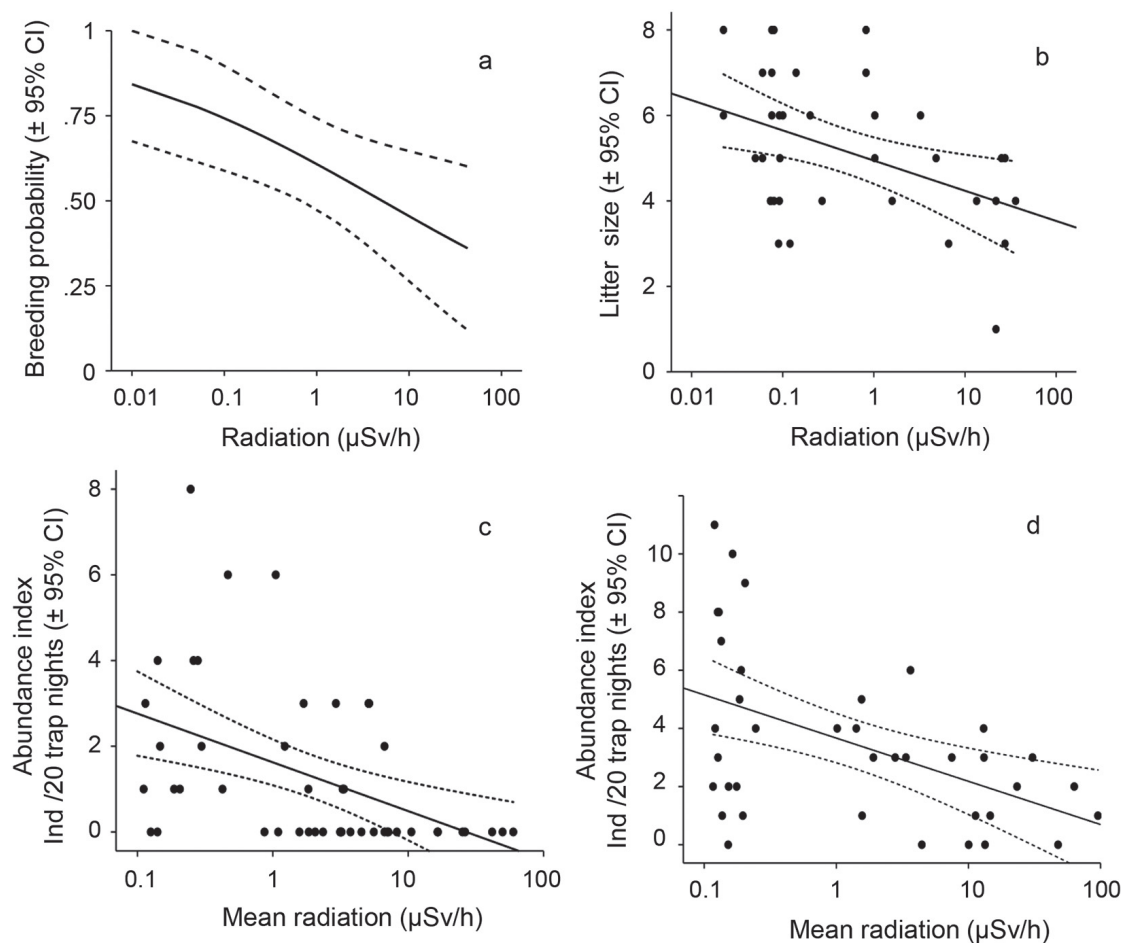 Breeding probability (± 95% CI)
1
.75
.50
.25
0
a
0.01 0.1 1 10 100
Radiation (µSv/h)
Litter size (± 95% CI)
8
6
4
2
0
b
0.01 0.1 1 10 100
Radiation (µSv/h)
Abundance index
Ind /20 trap nights (± 95% CI)
8
6
4
2
0
c
0.1 1 10 100
Mean radiation (µSv/h)
Abundance index
Ind /20 trap nights (± 95% CI)
10
8
6
4
2
0
d
0.1 1 10 100
Mean radiation (µSv/h)